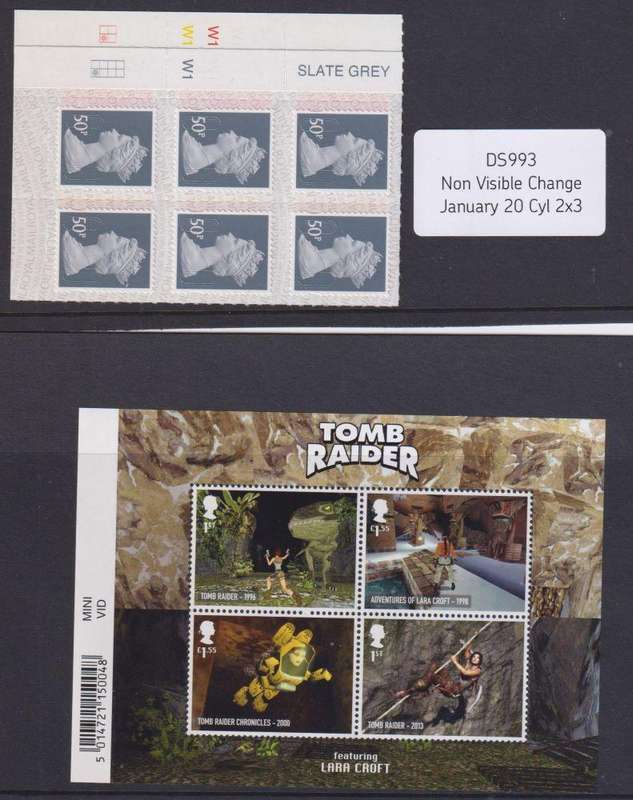 W1
W1
W1
SLATE GREY
50P
50P
50P
50P
50P
50P
DS993
Non Visible Change
January 20 Cyl 2x3
TOMB
RAIDER
1ST
TOMB RAIDER – 1996
£1.55
ADVENTURES OF LARA CROFT – 1998
£1.55
TOMB RAIDER CHRONICLES – 2000
1ST
TOMB RAIDER – 2013
featuring
LARA CROFT
MINI
VID
5 014721 150048